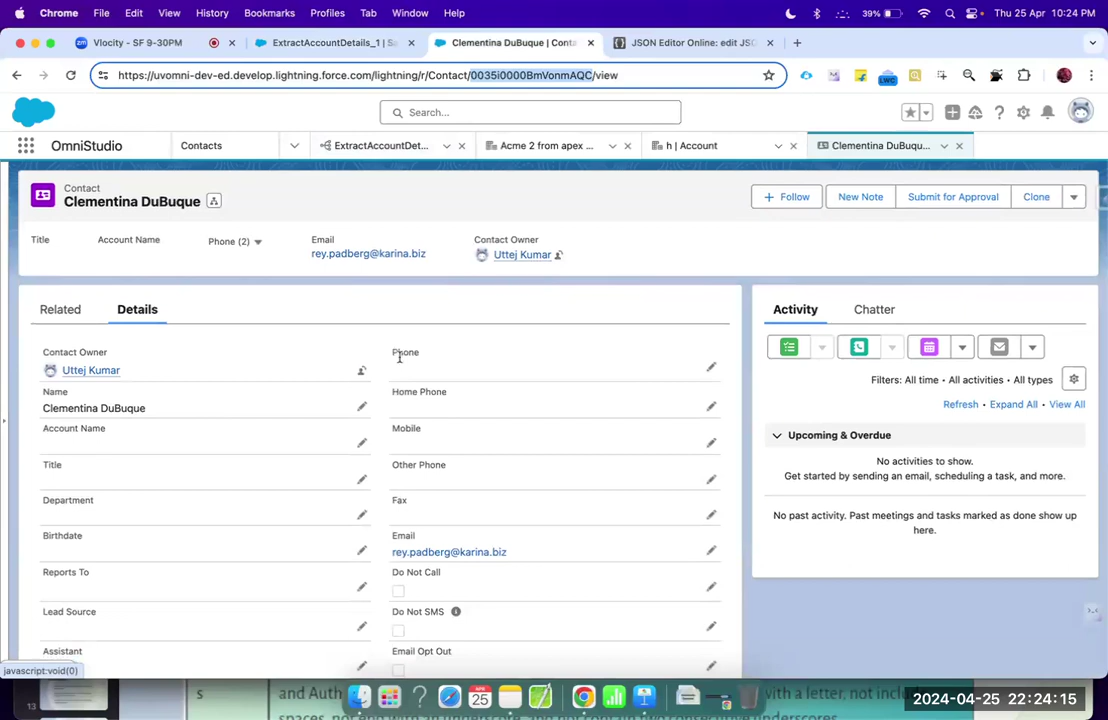 Chrome File Edit View History Bookmarks Profiles Tab Window Help 39% Thu 25 Apr 10:24 PM
Vlocity - SF 9-30PM
ExtractAccountDetails_1 | Sa
Clementina DuBuque | Conta
JSON Editor Online: edit JSO
https://uvomni-dev-ed.develop.lightning.force.com/lightning/r/Contact/0035i0000BmVonmAQC/view
Search...
OmniStudio
Contacts
ExtractAccountDet...
Acme 2 from apex ...
h | Account
Clementina DuBuqu...
Contact
Clementina DuBuque
Follow
New Note
Submit for Approval
Clone
Title
Account Name
Phone (2)
Email
rey.padberg@karina.biz
Contact Owner
Uttej Kumar
Related
Details
Contact Owner
Uttej Kumar
Name
Clementina DuBuque
Account Name
Title
Department
Birthdate
Reports To
Lead Source
Assistant
Phone
Home Phone
Mobile
Other Phone
Fax
Email
rey.padberg@karina.biz
Do Not Call
Do Not SMS
Email Opt Out
Activity
Chatter
Filters: All time • All activities • All types
Refresh • Expand All • View All
Upcoming & Overdue
No activities to show.
Get started by sending an email, scheduling a task, and more.
No past activity. Past meetings and tasks marked as done show up
here.
javascript:void(0)
13
s
and Auth
with a letter, not inclu
2024-04-25 22:24:15